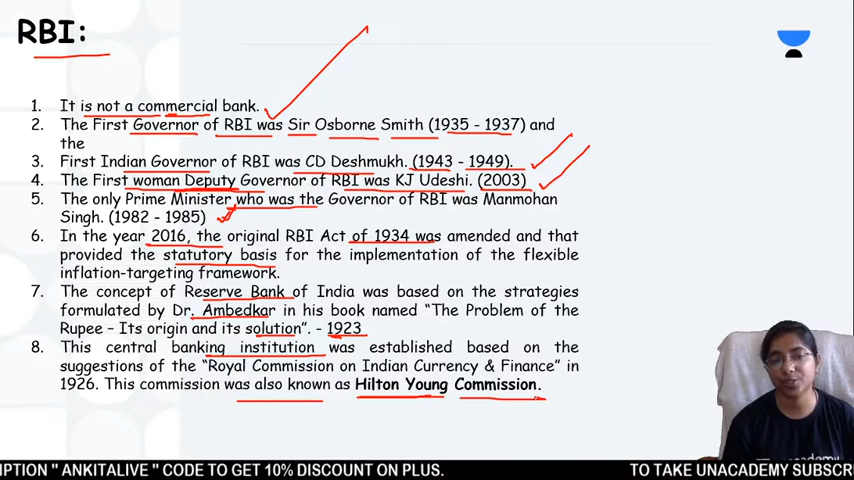 RBI:
1. It is not a commercial bank.
2. The First Governor of RBI was Sir Osborne Smith (1935 - 1937) and
the
3. First Indian Governor of RBI was CD Deshmukh. (1943 - 1949).
4. The First woman Deputy Governor of RBI was KJ Udeshi. (2003)
5. The only Prime Minister who was the Governor of RBI was Manmohan
Singh. (1982 - 1985)
6. In the year 2016, the original RBI Act of 1934 was amended and that
provided the statutory basis for the implementation of the flexible
inflation-targeting framework.
7. The concept of Reserve Bank of India was based on the strategies
formulated by Dr. Ambedkar in his book named “The Problem of the
Rupee – Its origin and its solution”. - 1923
8. This central banking institution was established based on the
suggestions of the “Royal Commission on Indian Currency & Finance” in
1926. This commission was also known as Hilton Young Commission.
IPTION " ANKITALIVE " CODE TO GET 10% DISCOUNT ON PLUS. TO TAKE UNACADEMY SUBSCRI